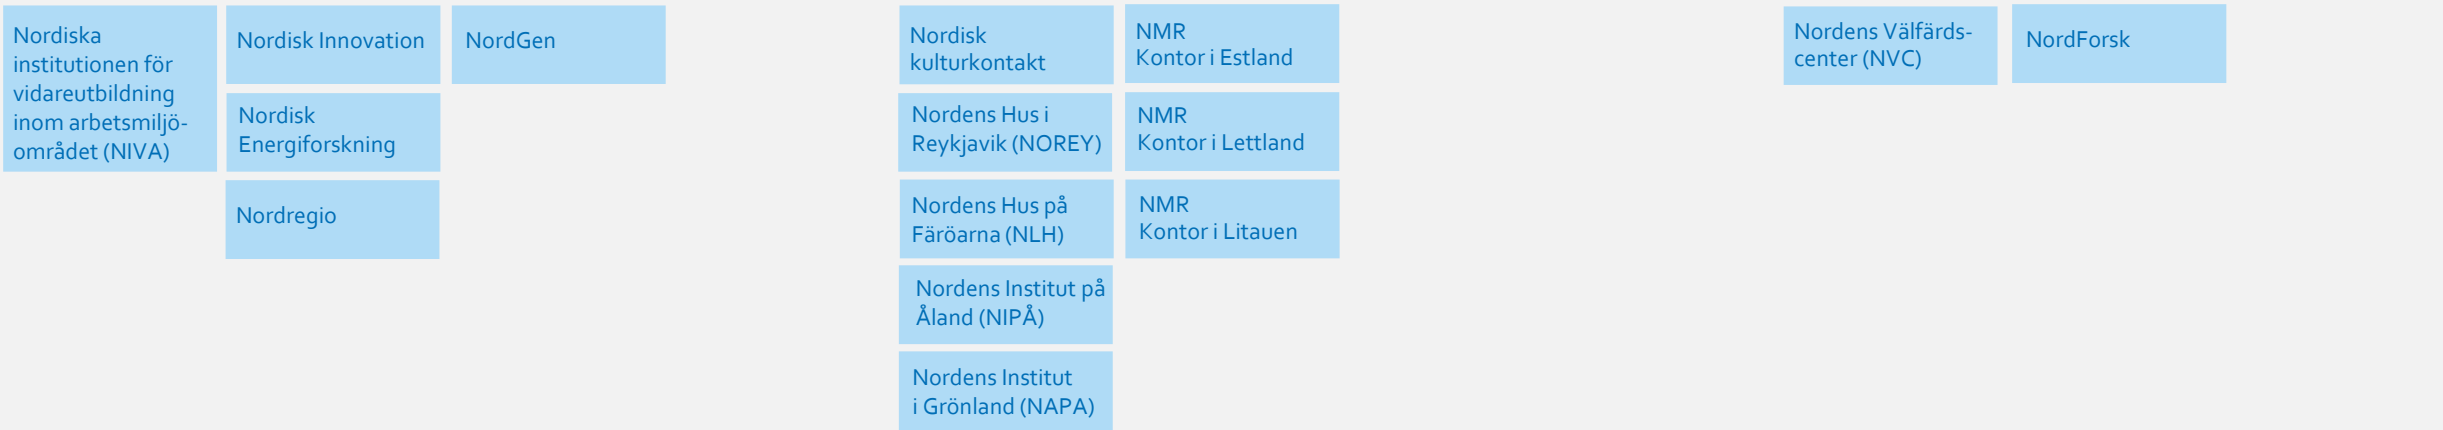 Nordiska
institutionen för
vidareutbildning
inom arbetsmiljö-
området (NIVA)
Nordisk Innovation
Nordisk
Energiforskning
Nordregio
NordGen
Nordisk
kulturkontakt
Nordens Hus i
Reykjavik (NOREY)
Nordens Hus på
Färöarna (NLH)
Nordens Institut på
Åland (NIPÅ)
Nordens Institut
i Grönland (NAPA)
NMR
Kontor i Estland
NMR
Kontor i Lettland
NMR
Kontor i Litauen
Nordens Välfärds-
center (NVC)
NordForsk